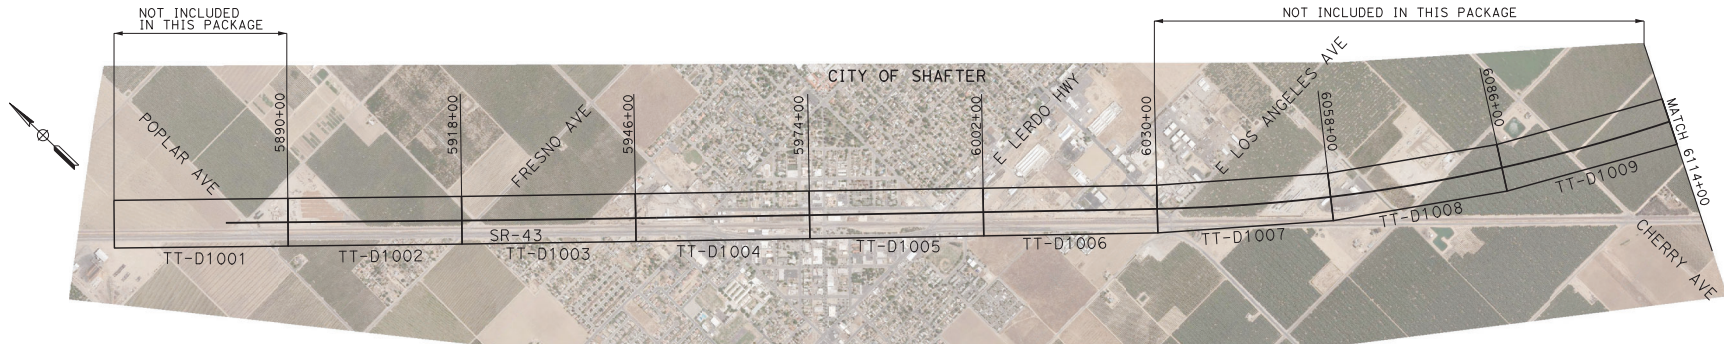 NOT INCLUDED
IN THIS PACKAGE
NOT INCLUDED IN THIS PACKAGE
CITY OF SHAFTER
POPLAR AVE
5890+00
5918+00
FRESNO AVE
5946+00
5974+00
6002+00
E LERDO HWY
6030+00
E LOS ANGELES AVE
6058+00
6086+00
MATCH 6114+00
SR-43
TT-D1001
TT-D1002
TT-D1003
TT-D1004
TT-D1005
TT-D1006
TT-D1007
TT-D1008
TT-D1009
CHERRY AVE